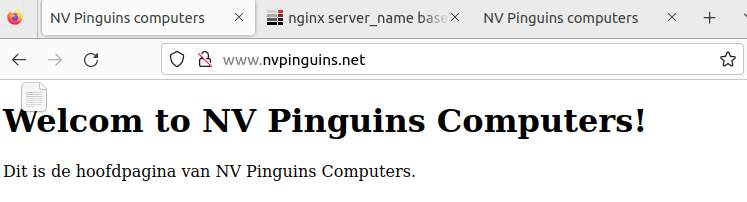 NV Pinguins computers
nginx server_name base
NV Pinguins computers
www.nvpinguins.net
Welcom to NV Pinguins Computers!
Dit is de hoofdpagina van NV Pinguins Computers.